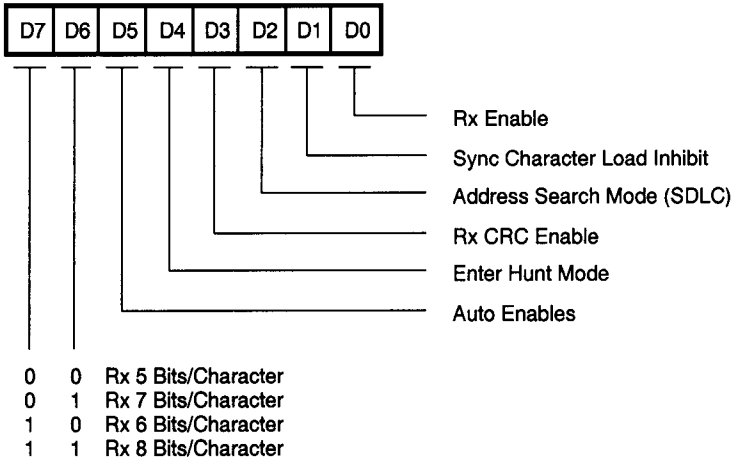 D7 D6 D5 D4 D3 D2 D1 D0
Rx Enable
Sync Character Load Inhibit
Address Search Mode (SDLC)
Rx CRC Enable
Enter Hunt Mode
Auto Enables
0 0 Rx 5 Bits/Character
0 1 Rx 7 Bits/Character
1 0 Rx 6 Bits/Character
1 1 Rx 8 Bits/Character